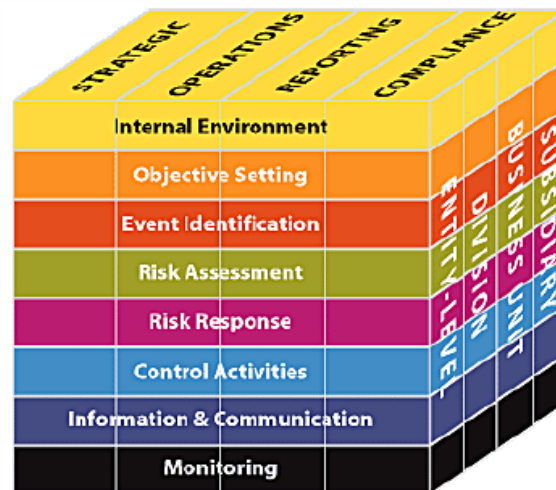 STRATEGIC
OPERATIONS
REPORTING
COMPLIANCE
Internal Environment
Objective Setting
Event Identification
Risk Assessment
Risk Response
Control Activities
Information & Communication
Monitoring
ENTITY-LEVEL
DIVISION
BUSINESS UNIT
SUBSIDIARY